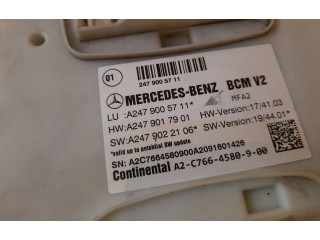 01
247 900 5711
MERCEDES-BENZ BCM V2
LU :A247 900 57 11* MFA2
HW:A247 901 79 01 HW-Version:17/41.03
SW:A247 902 21 06* SW-Version:19/44.01*
*valid up to potential SW update
SN: A2C7664580900A2091601426
Continental A2-C766-4580-9-00